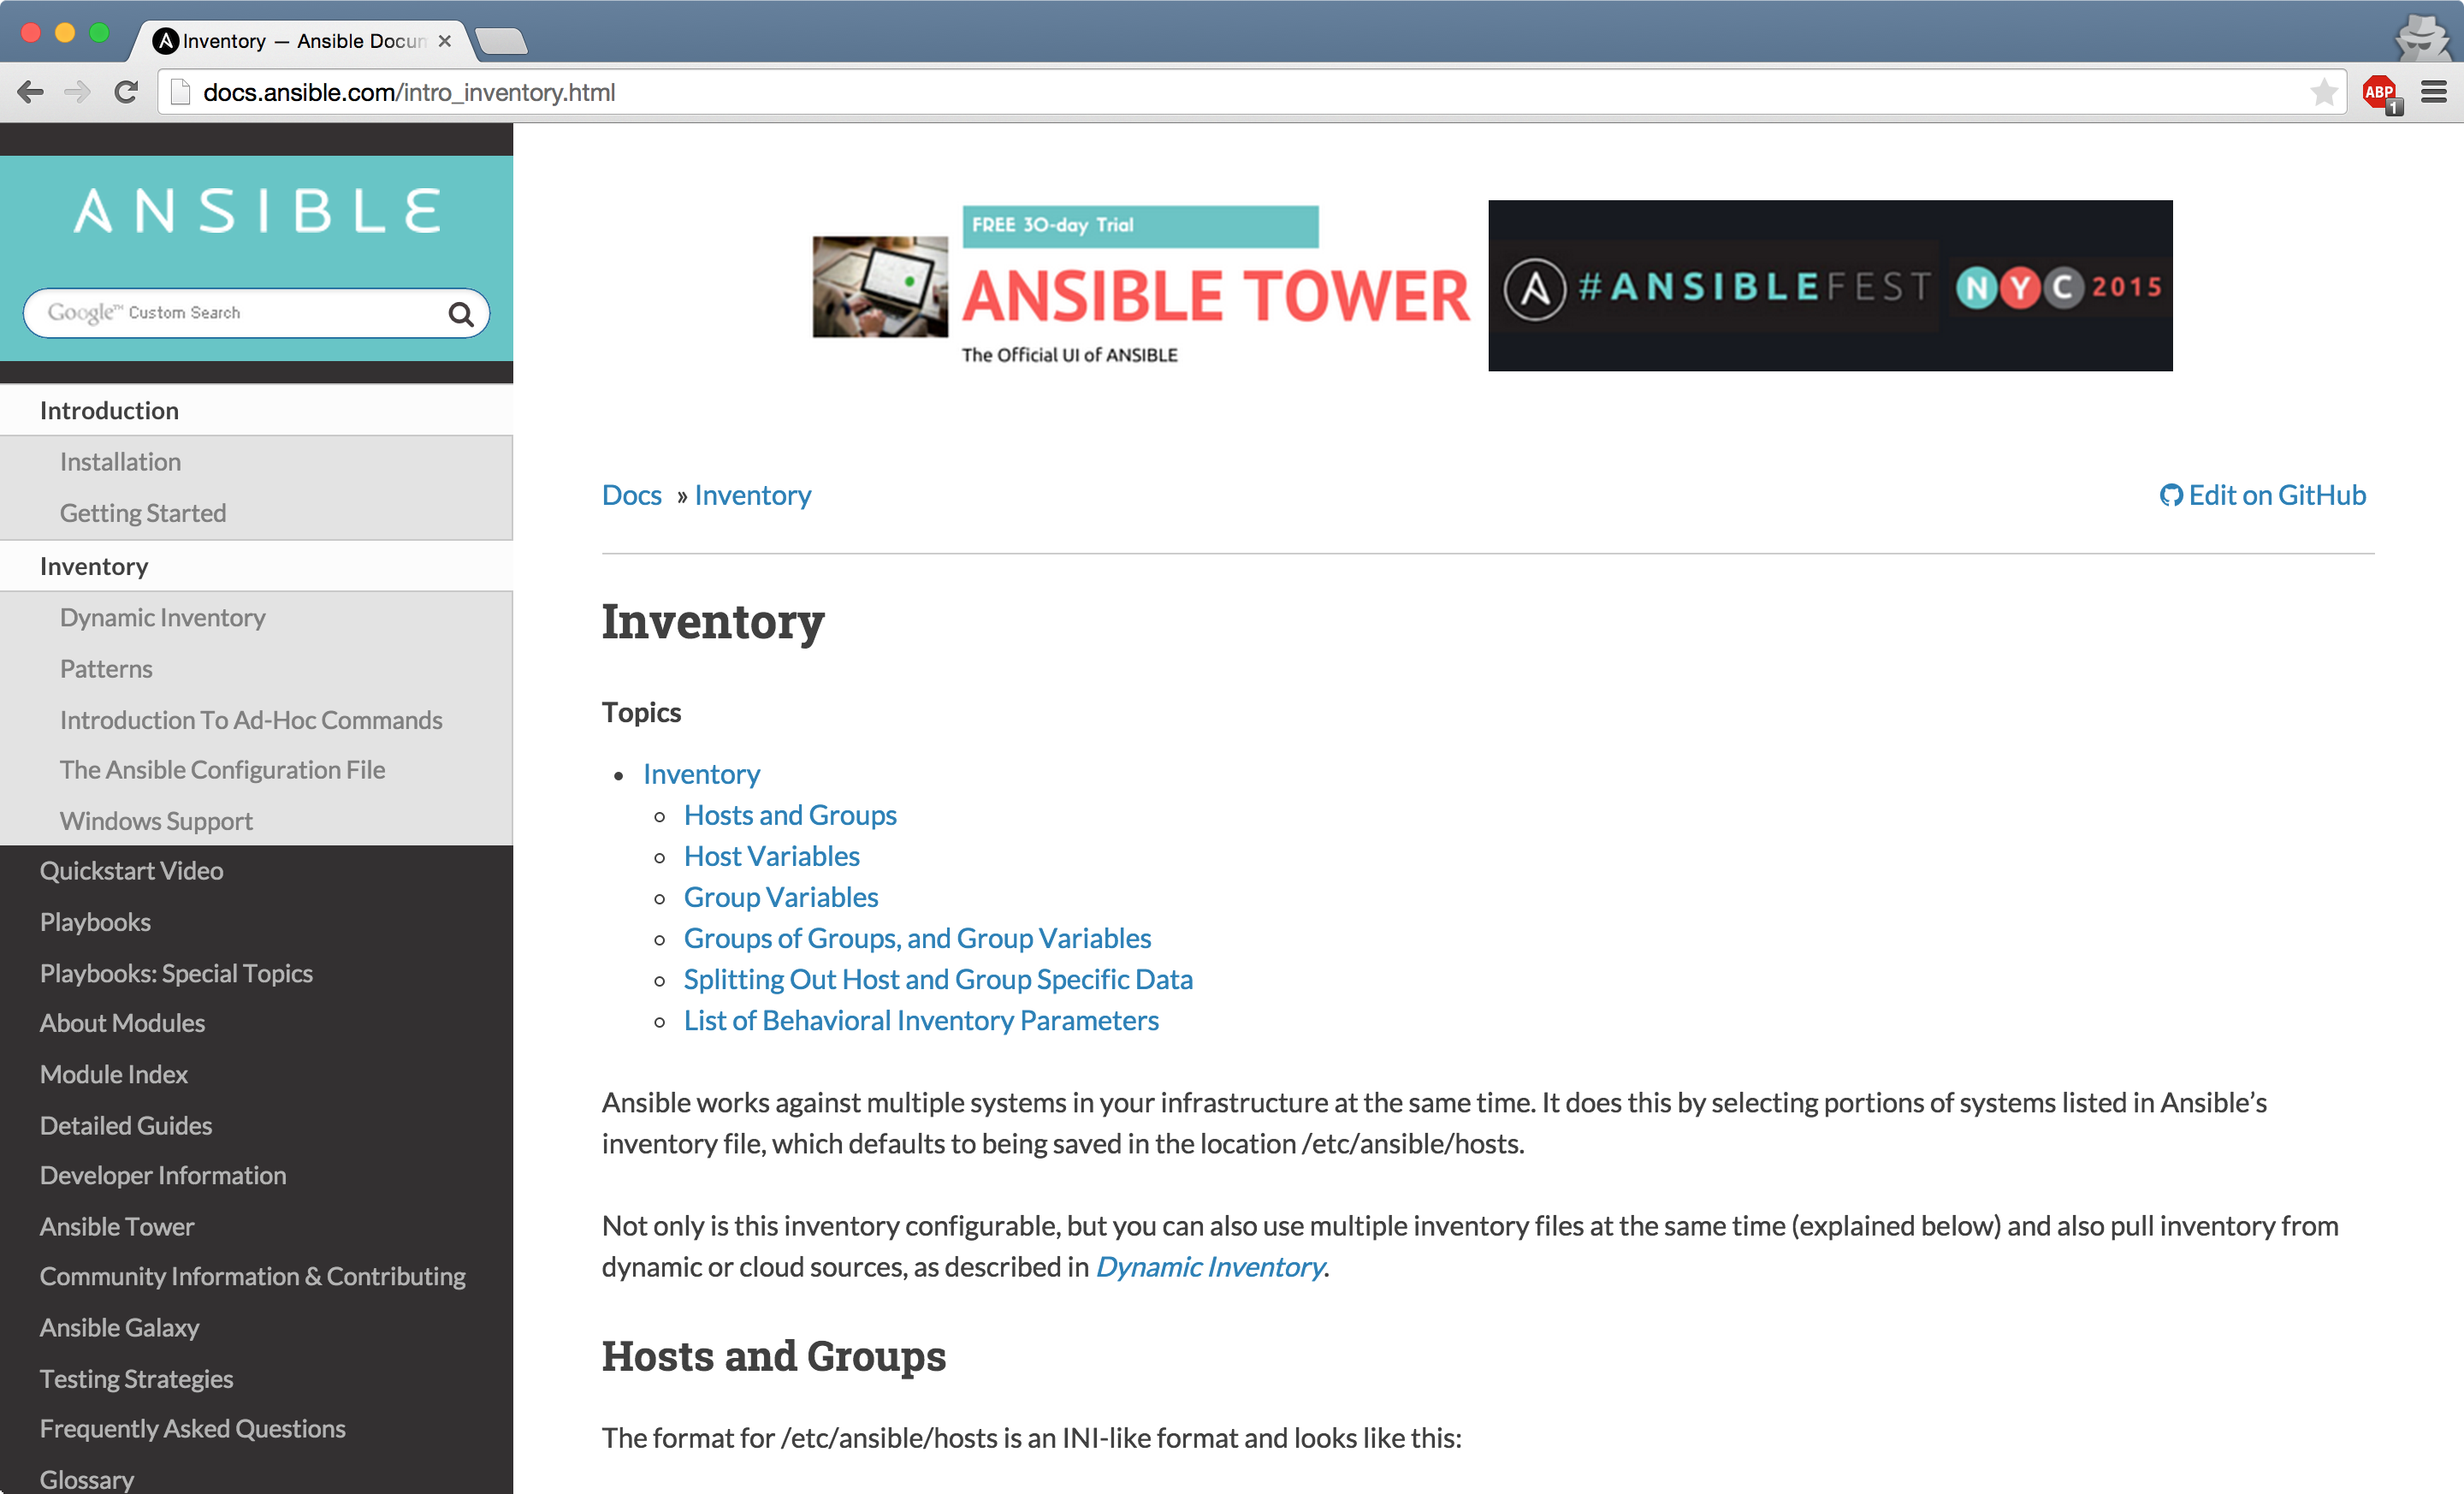 Inventory — Ansible Docum
docs.ansible.com/intro_inventory.html
ABP
1
ANSIBLE
Google™ Custom Search
Introduction
Installation
Getting Started
Inventory
Dynamic Inventory
Patterns
Introduction To Ad-Hoc Commands
The Ansible Configuration File
Windows Support
Quickstart Video
Playbooks
Playbooks: Special Topics
About Modules
Module Index
Detailed Guides
Developer Information
Ansible Tower
Community Information & Contributing
Ansible Galaxy
Testing Strategies
Frequently Asked Questions
Glossary
FREE 30-day Trial
ANSIBLE TOWER
The Official UI of ANSIBLE
#ANSIBLEFEST NYC 2015
Docs » Inventory
Edit on GitHub
Inventory
Topics
• Inventory
◦ Hosts and Groups
◦ Host Variables
◦ Group Variables
◦ Groups of Groups, and Group Variables
◦ Splitting Out Host and Group Specific Data
◦ List of Behavioral Inventory Parameters
Ansible works against multiple systems in your infrastructure at the same time. It does this by selecting portions of systems listed in Ansible’s
inventory file, which defaults to being saved in the location /etc/ansible/hosts.
Not only is this inventory configurable, but you can also use multiple inventory files at the same time (explained below) and also pull inventory from
dynamic or cloud sources, as described in Dynamic Inventory.
Hosts and Groups
The format for /etc/ansible/hosts is an INI-like format and looks like this: